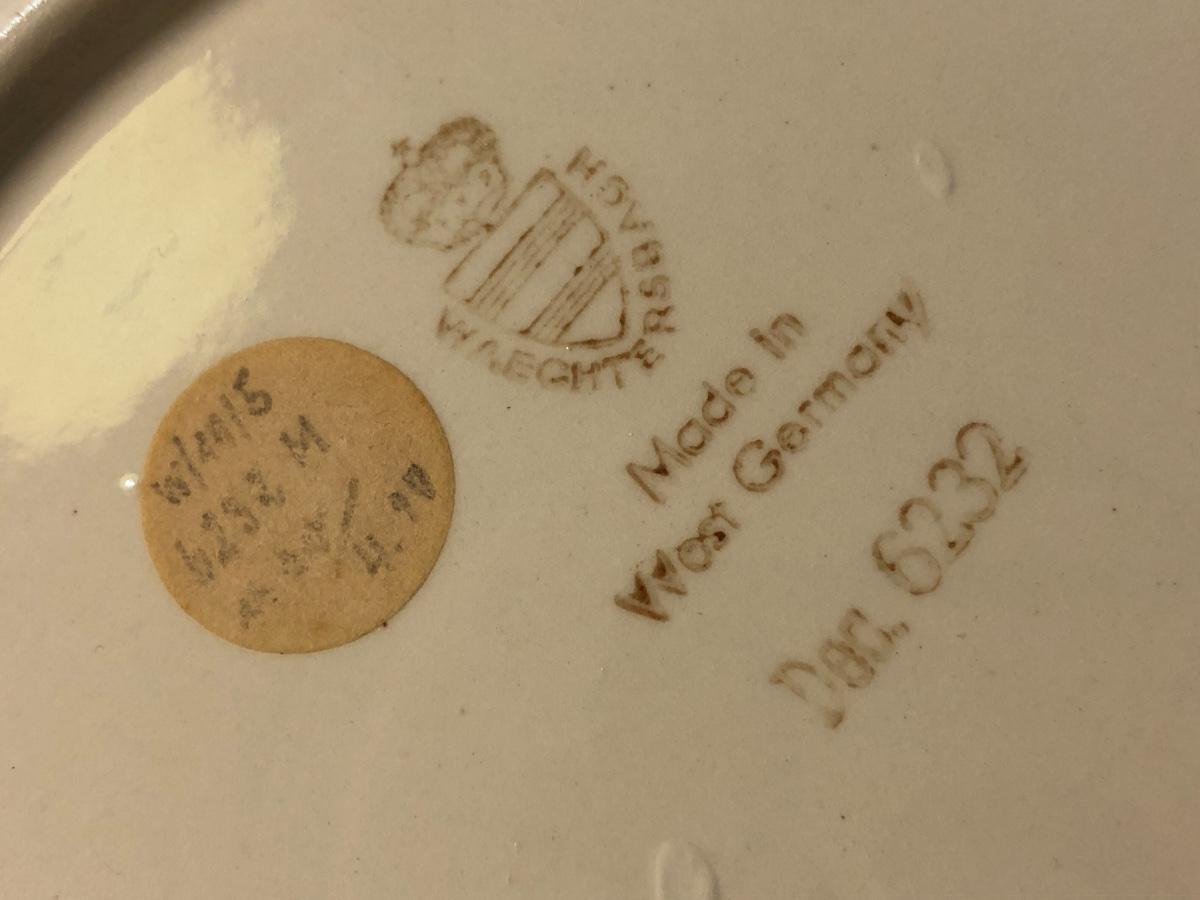 WAECHTERSBACH
Made in
West Germany
Dec. 6232
6232 M